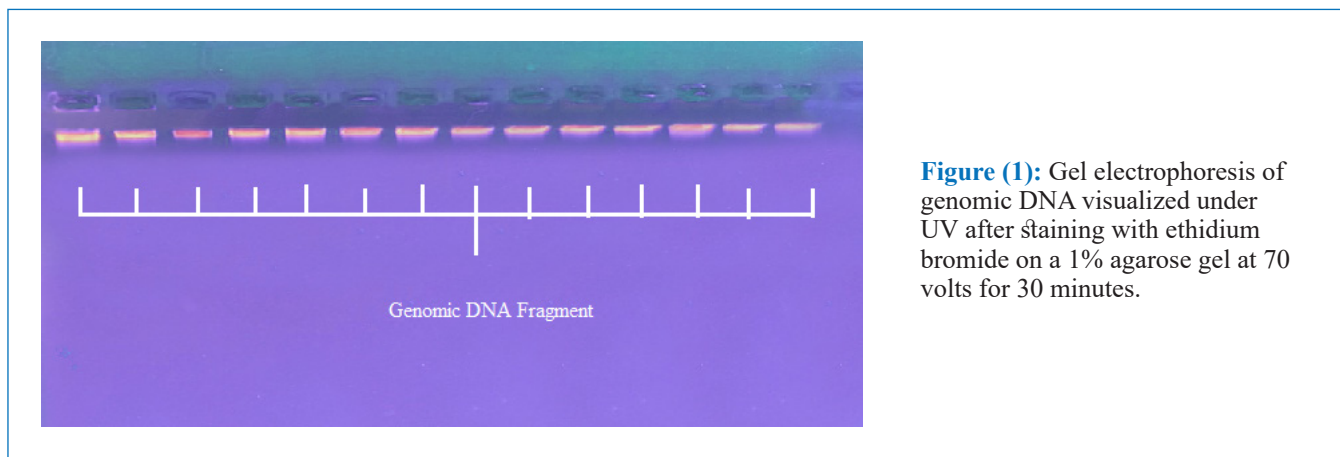 Genomic DNA Fragment
Figure (1): Gel electrophoresis of
genomic DNA visualized under
UV after staining with ethidium
bromide on a 1% agarose gel at 70
volts for 30 minutes.